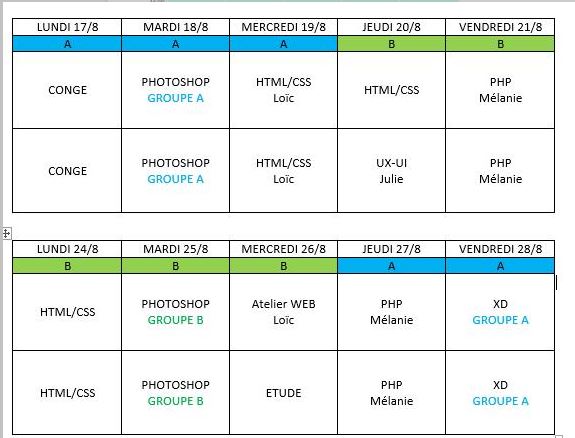 LUNDI 17/8 MARDI 18/8 MERCREDI 19/8 JEUDI 20/8 VENDREDI 21/8
A A A B B
CONGE PHOTOSHOP HTML/CSS HTML/CSS PHP
GROUPE A Loïc Mélanie
CONGE PHOTOSHOP HTML/CSS UX-UI PHP
GROUPE A Loïc Julie Mélanie
LUNDI 24/8 MARDI 25/8 MERCREDI 26/8 JEUDI 27/8 VENDREDI 28/8
B B B A A
HTML/CSS PHOTOSHOP Atelier WEB PHP XD
GROUPE B Loïc Mélanie GROUPE A
HTML/CSS PHOTOSHOP ETUDE PHP XD
GROUPE B Mélanie GROUPE A